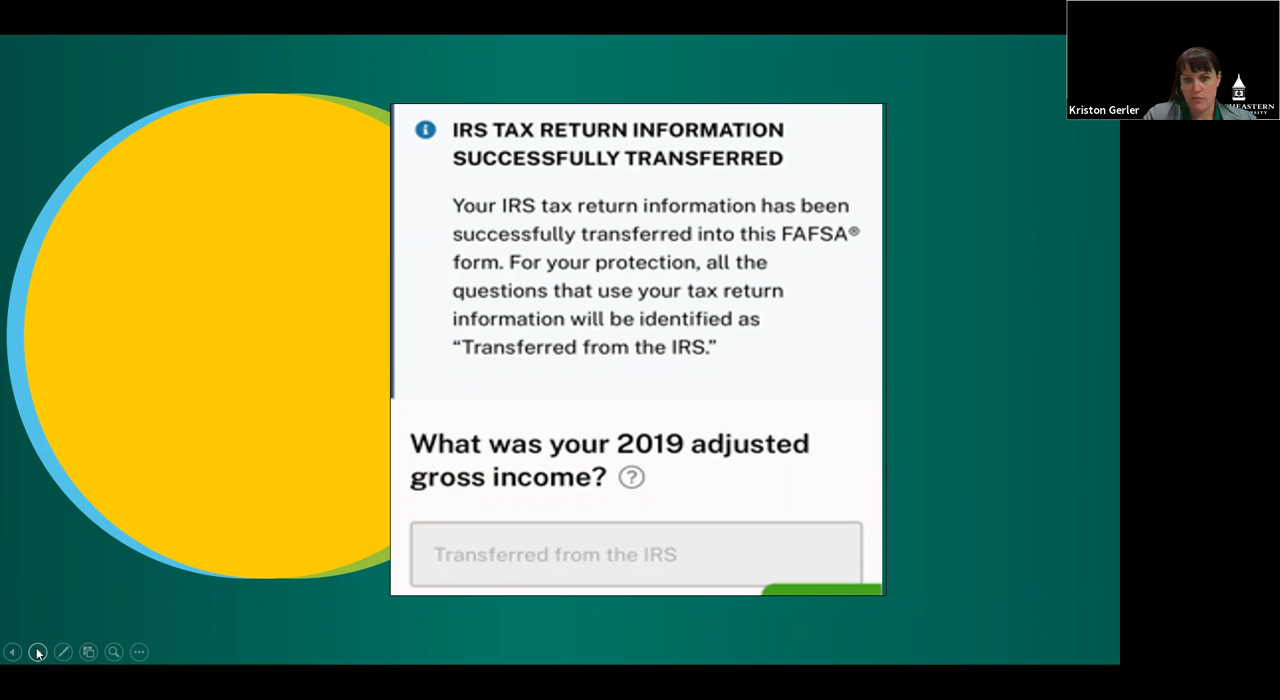 IRS TAX RETURN INFORMATION
SUCCESSFULLY TRANSFERRED
Your IRS tax return information has been
successfully transferred into this FAFSA®
form. For your protection, all the
questions that use your tax return
information will be identified as
“Transferred from the IRS.”
What was your 2019 adjusted
gross income?
Transferred from the IRS
Kriston Gerler